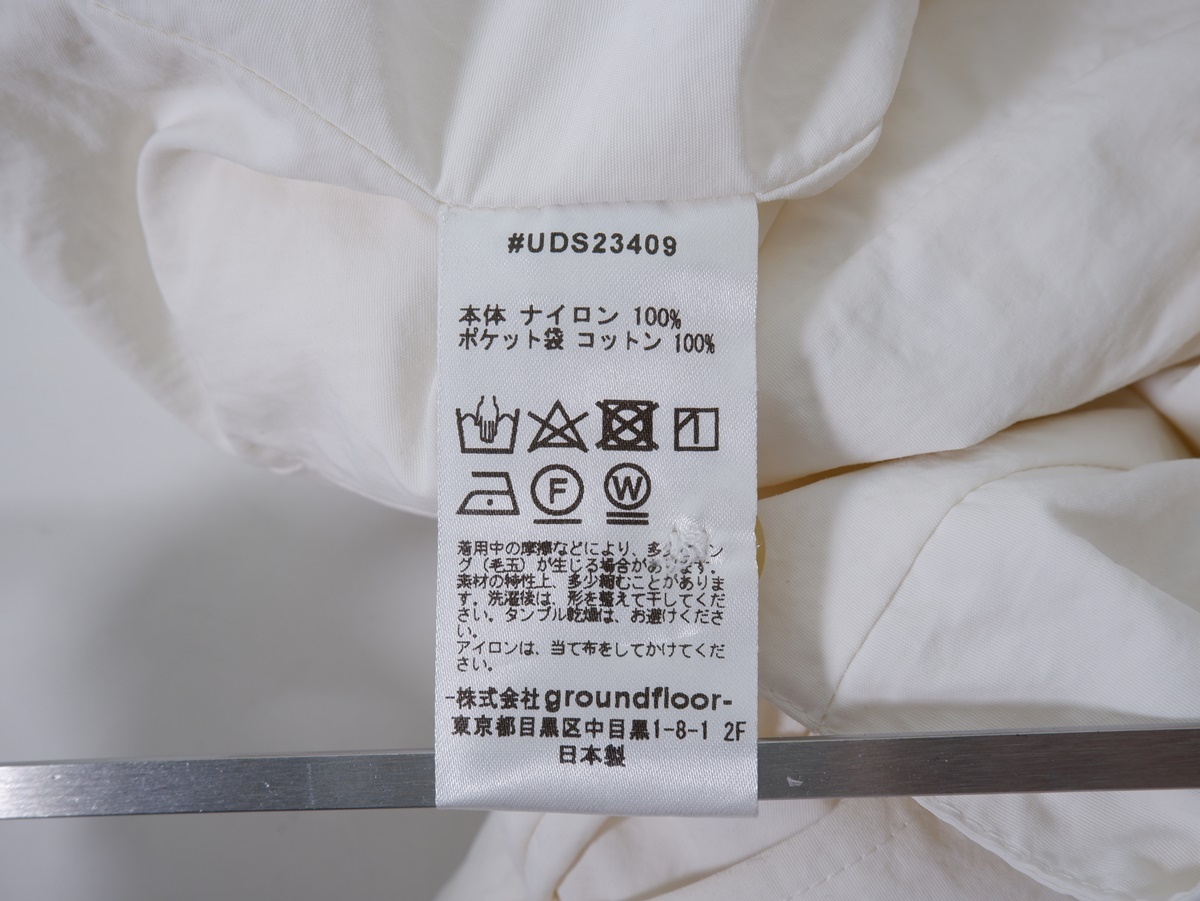 #UDS23409
本体 ナイロン 100%
ポケット袋 コットン 100%
F W
着用中の摩擦などにより、多 ン
グ（毛玉）が生じる場合があります。
素材の特性上、多少縮むことがありま
す。洗濯後は、形を整えて干してくだ
さい。タンブル乾燥は、お避けくださ
い。
アイロンは、当て布をしてかけてくだ
さい。
-株式会社groundfloor-
東京都目黒区中目黒1-8-1 2F
日本製